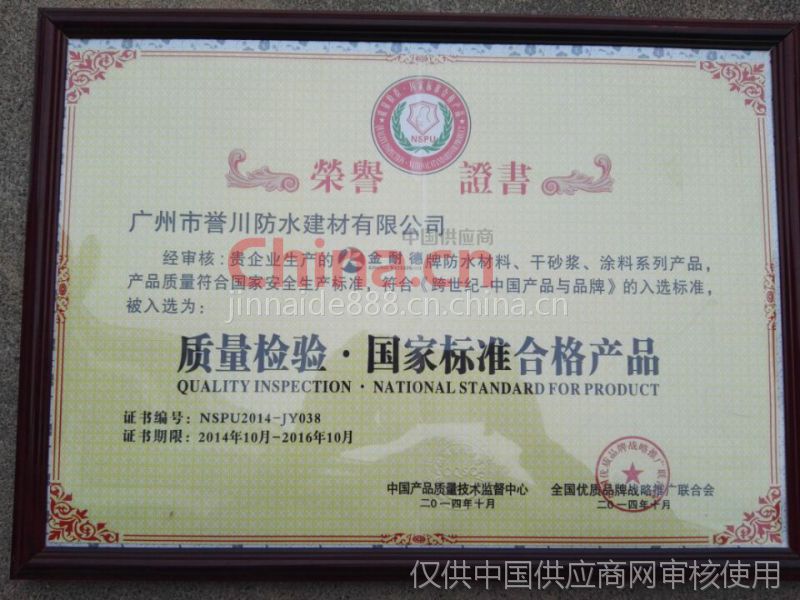 NSPU
榮譽 證書
广州市誉川防水建材有限公司
中国供应商
China.cn
经审核：贵企业生产的 金耐德牌防水材料、干砂浆、涂料系列产品，
产品质量符合国家安全生产标准，符合《跨世纪-中国产品与品牌》的入选标准，
jinnaide888.cn.china.cn
被入选为：
质量检验·国家标准合格产品
QUALITY INSPECTION · NATIONAL STANDARD FOR PRODUCT
证书编号：NSPU2014-JY038
证书期限：2014年10月-2016年10月
中国产品质量技术监督中心 全国优质品牌战略推广联合会
二〇一四年十月 二〇一四年十月
仅供中国供应商网审核使用